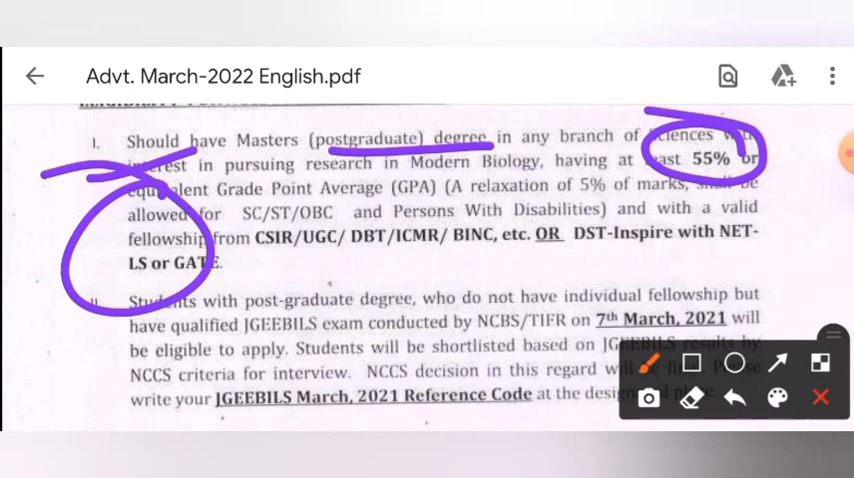 Advt. March-2022 English.pdf
I. Should have Masters (postgraduate) degree in any branch of Sciences with
interest in pursuing research in Modern Biology, having at least 55% or
equivalent Grade Point Average (GPA) (A relaxation of 5% of marks, shall be
allowed for SC/ST/OBC and Persons With Disabilities) and with a valid
fellowship from CSIR/UGC/ DBT/ICMR/ BINC, etc. OR DST-Inspire with NET-
LS or GATE.
II. Students with post-graduate degree, who do not have individual fellowship but
have qualified JGEEBILS exam conducted by NCBS/TIFR on 7th March, 2021 will
be eligible to apply. Students will be shortlisted based on JGEEBILS results by
NCCS criteria for interview. NCCS decision in this regard will be
write your JGEEBILS March, 2021 Reference Code at the